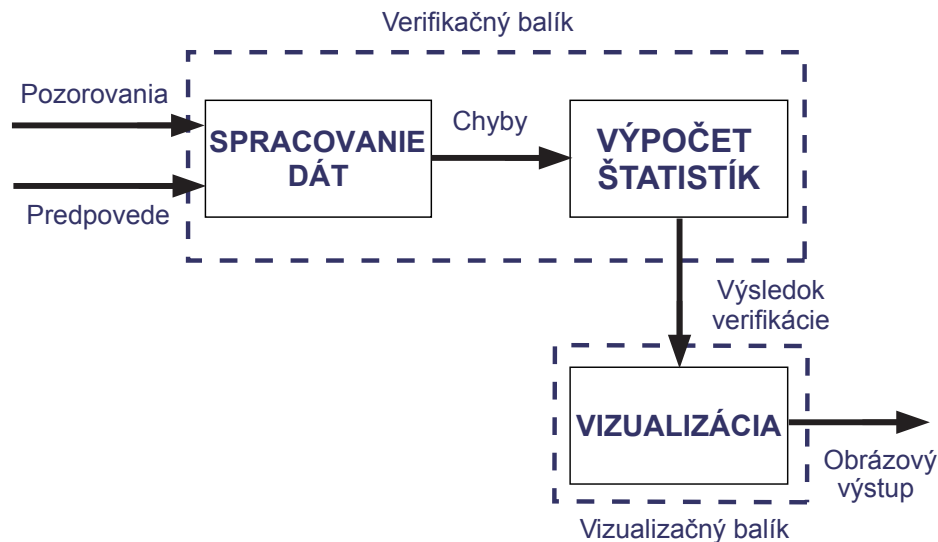 Verifikačný balík
Pozorovania
SPRACOVANIE
DÁT
Chyby
VÝPOČET
ŠTATISTÍK
Predpovede
Výsledok
verifikácie
VIZUALIZÁCIA
Obrázový
výstup
Vizualizačný balík